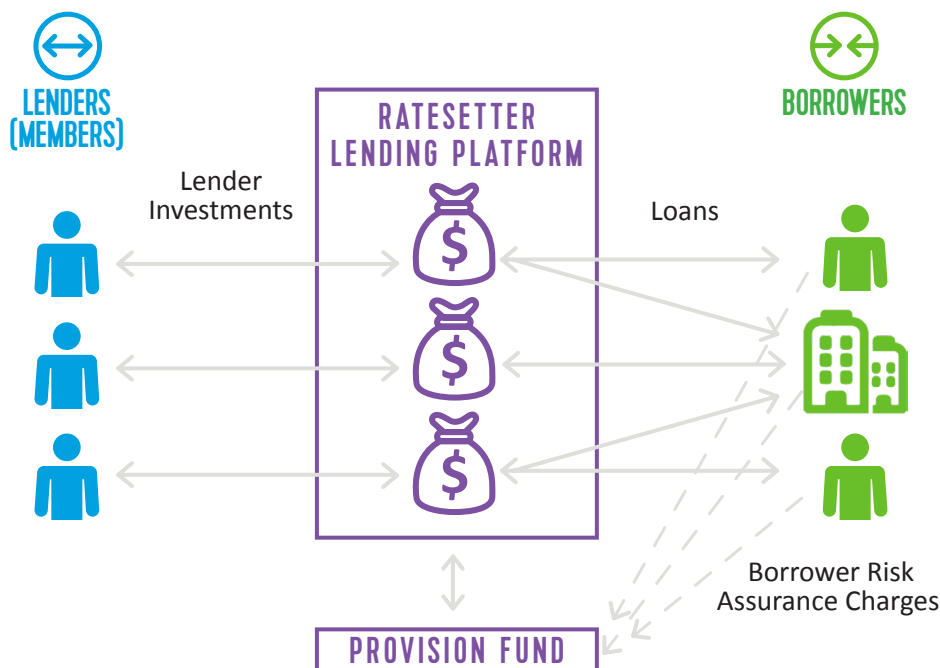 LENDERS
(MEMBERS)
RATESETTER
LENDING PLATFORM
BORROWERS
Lender
Investments
Loans
$
$
$
Borrower Risk
Assurance Charges
PROVISION FUND